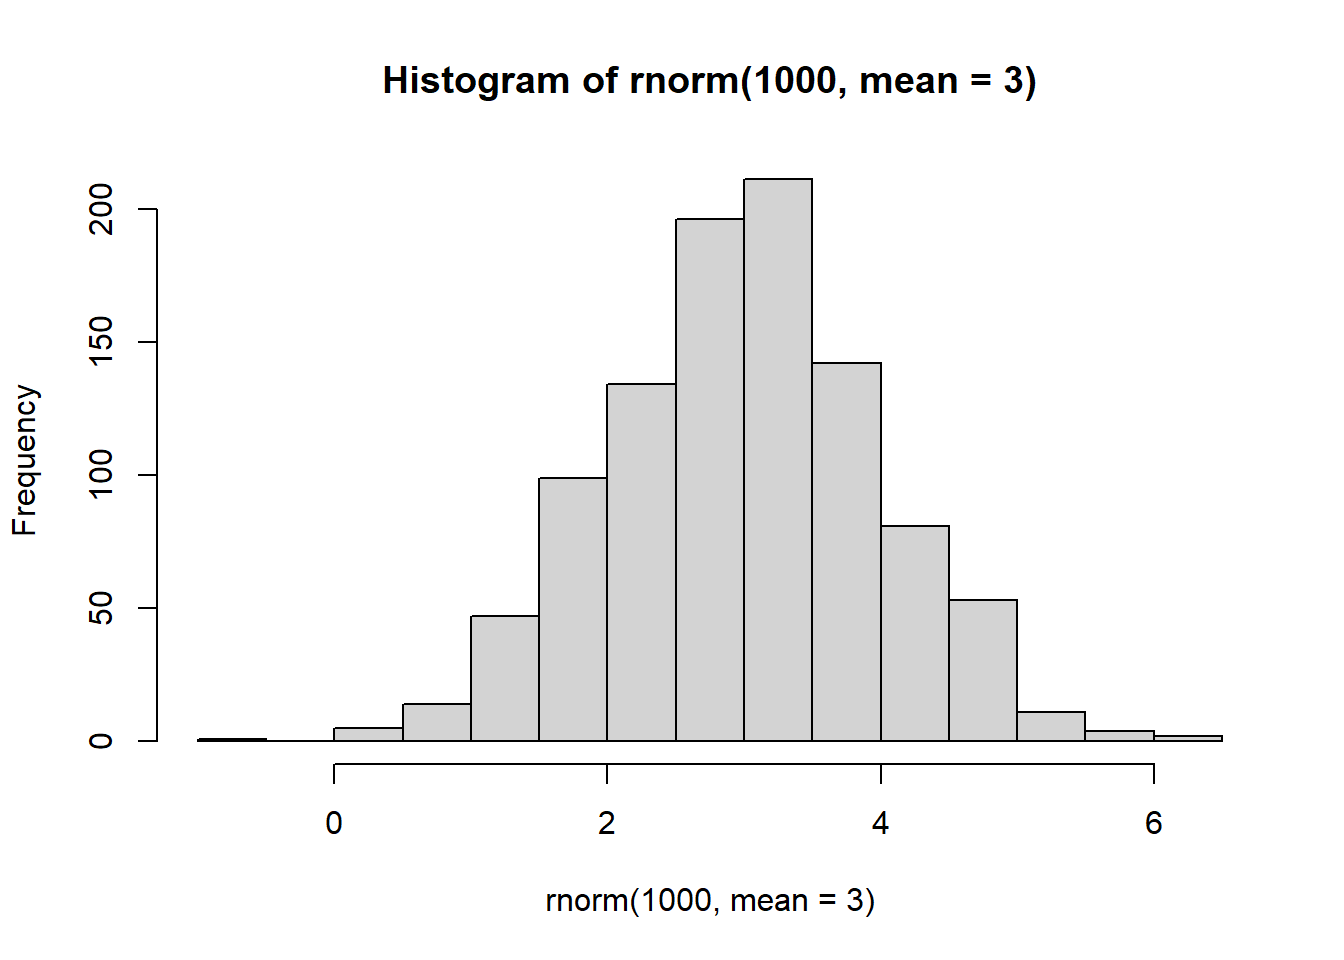 Histogram of rnorm(1000, mean = 3)
Frequency
200
150
100
50
0
0 2 4 6
rnorm(1000, mean = 3)